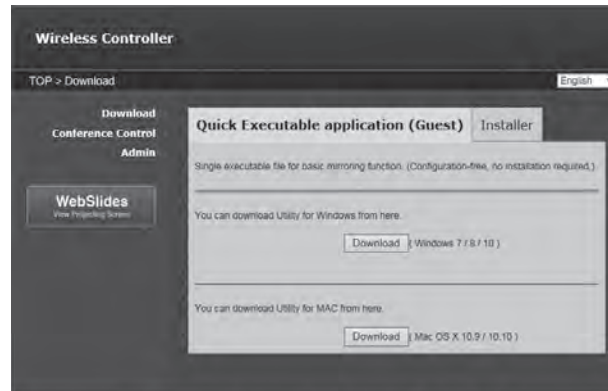 Wireless Controller
TOP > Download
English
Download
Conference Control
Admin
WebSlides
View Projecting Screen
Quick Executable application (Guest)
Installer
Single executable file for basic mirroring function. (Configuration-free, no installation required.)
You can download Utility for Windows from here.
Download ( Windows 7 / 8 / 10 )
You can download Utility for MAC from here.
Download ( Mac OS X 10.9 / 10.10 )